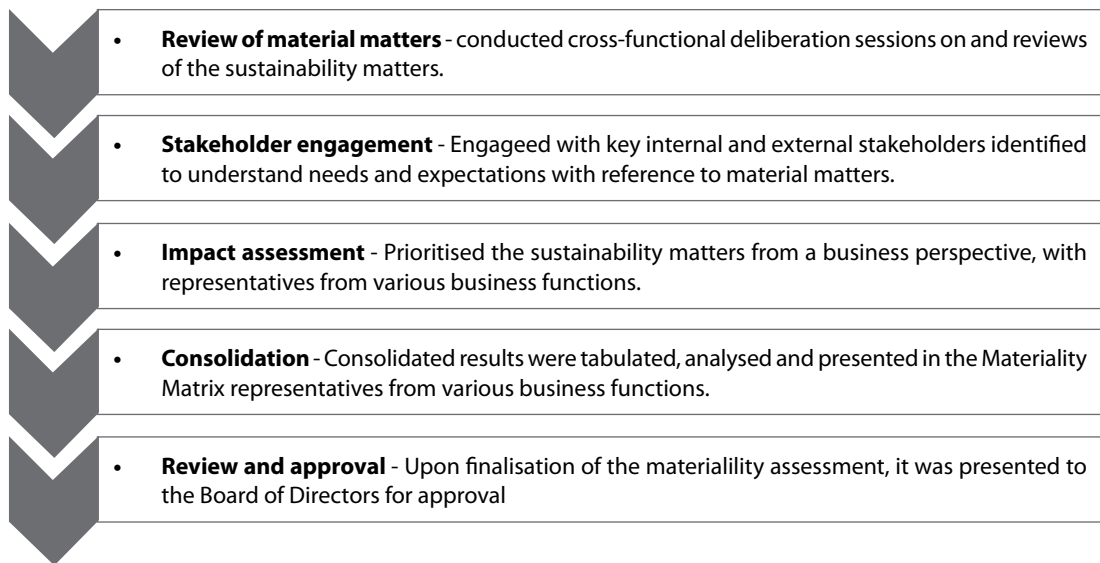 • Review of material matters - conducted cross-functional deliberation sessions on and reviews
of the sustainability matters.
• Stakeholder engagement - Engageed with key internal and external stakeholders identified
to understand needs and expectations with reference to material matters.
• Impact assessment - Prioritised the sustainability matters from a business perspective, with
representatives from various business functions.
• Consolidation - Consolidated results were tabulated, analysed and presented in the Materiality
Matrix representatives from various business functions.
• Review and approval - Upon finalisation of the materialility assessment, it was presented to
the Board of Directors for approval